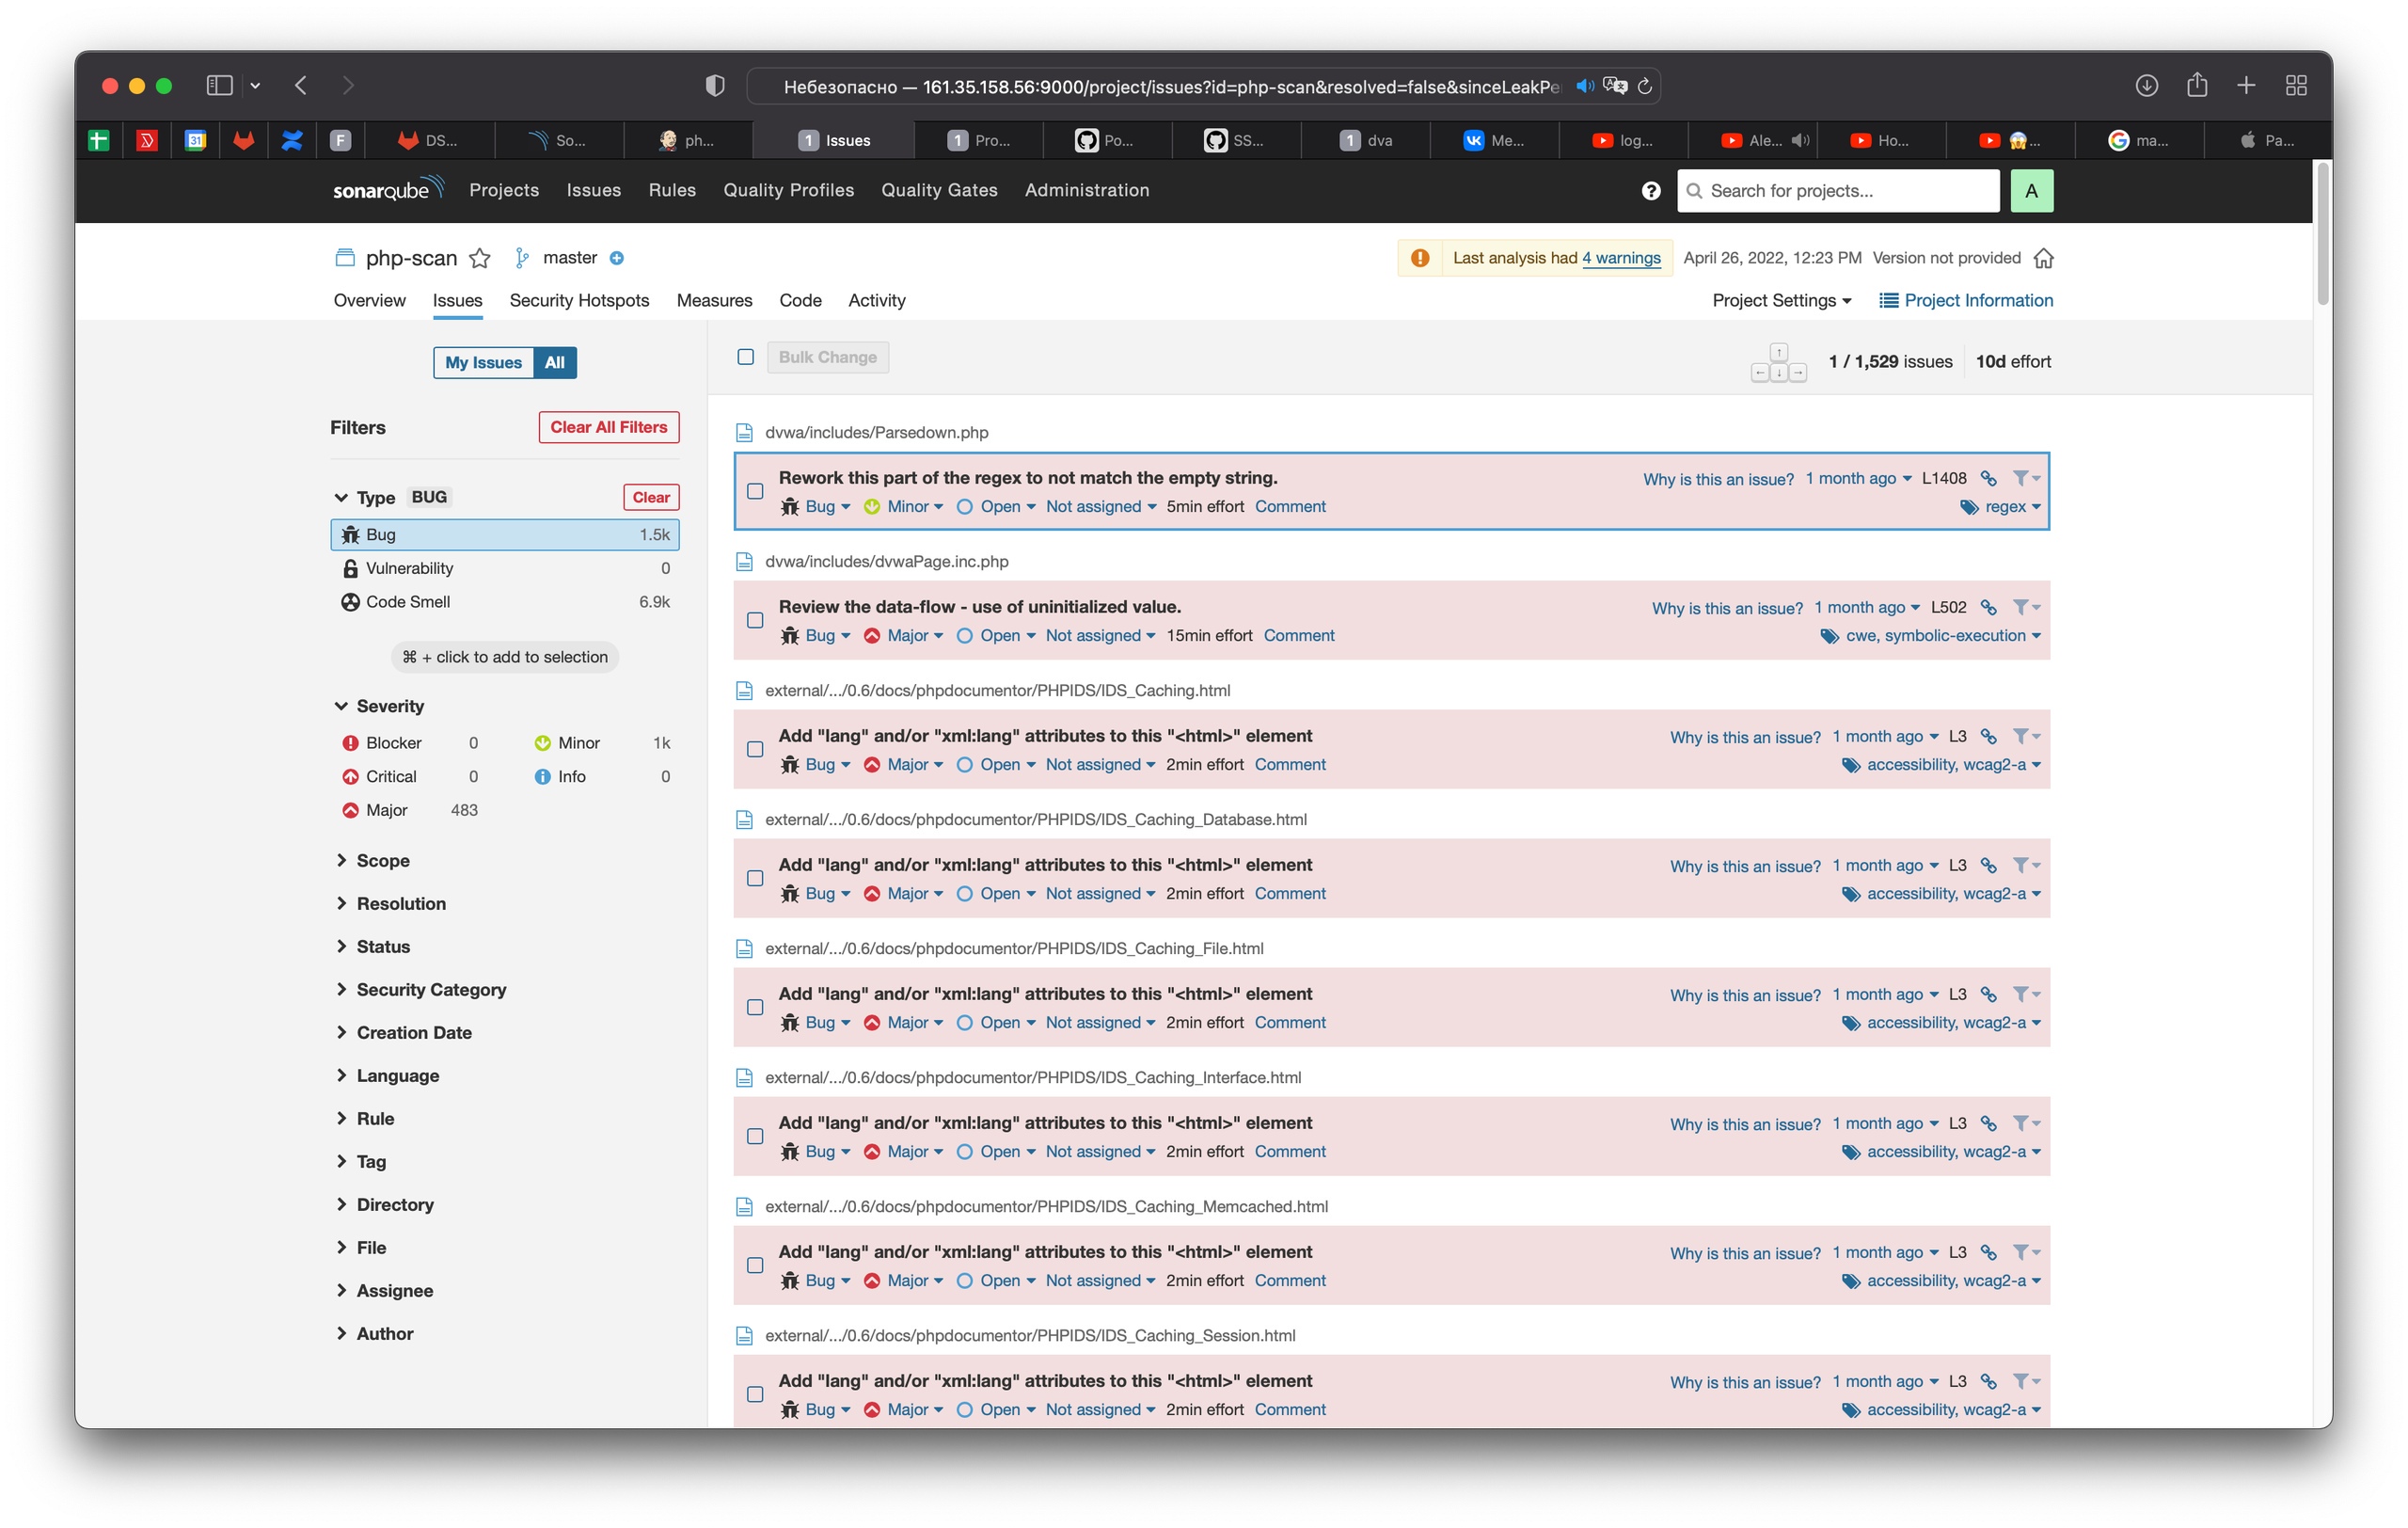 Небезопасно — 161.35.158.56:9000/project/issues?id=php-scan&resolved=false&sinceLeakPe
31 F DS... So... ph... 1 Issues 1 Pro... Po... SS... 1 dva Me... log... Ale... Ho... ... ma... Pa...
sonarqube Projects Issues Rules Quality Profiles Quality Gates Administration ? Search for projects... A
php-scan master Last analysis had 4 warnings April 26, 2022, 12:23 PM Version not provided
Overview Issues Security Hotspots Measures Code Activity Project Settings Project Information
My Issues All
Bulk Change 1 / 1,529 issues 10d effort
Filters Clear All Filters
Type BUG Clear
Bug 1.5k
Vulnerability 0
Code Smell 6.9k
⌘ + click to add to selection
Severity
Blocker 0 Minor 1k
Critical 0 Info 0
Major 483
Scope
Resolution
Status
Security Category
Creation Date
Language
Rule
Tag
Directory
File
Assignee
Author
dvwa/includes/Parsedown.php
Rework this part of the regex to not match the empty string. Why is this an issue? 1 month ago L1408
Bug Minor Open Not assigned 5min effort Comment regex
dvwa/includes/dvwaPage.inc.php
Review the data-flow - use of uninitialized value. Why is this an issue? 1 month ago L502
Bug Major Open Not assigned 15min effort Comment cwe, symbolic-execution
external/.../0.6/docs/phpdocumentor/PHPIDS/IDS_Caching.html
Add "lang" and/or "xml:lang" attributes to this "<html>" element Why is this an issue? 1 month ago L3
Bug Major Open Not assigned 2min effort Comment accessibility, wcag2-a
external/.../0.6/docs/phpdocumentor/PHPIDS/IDS_Caching_Database.html
Add "lang" and/or "xml:lang" attributes to this "<html>" element Why is this an issue? 1 month ago L3
Bug Major Open Not assigned 2min effort Comment accessibility, wcag2-a
external/.../0.6/docs/phpdocumentor/PHPIDS/IDS_Caching_File.html
Add "lang" and/or "xml:lang" attributes to this "<html>" element Why is this an issue? 1 month ago L3
Bug Major Open Not assigned 2min effort Comment accessibility, wcag2-a
external/.../0.6/docs/phpdocumentor/PHPIDS/IDS_Caching_Interface.html
Add "lang" and/or "xml:lang" attributes to this "<html>" element Why is this an issue? 1 month ago L3
Bug Major Open Not assigned 2min effort Comment accessibility, wcag2-a
external/.../0.6/docs/phpdocumentor/PHPIDS/IDS_Caching_Memcached.html
Add "lang" and/or "xml:lang" attributes to this "<html>" element Why is this an issue? 1 month ago L3
Bug Major Open Not assigned 2min effort Comment accessibility, wcag2-a
external/.../0.6/docs/phpdocumentor/PHPIDS/IDS_Caching_Session.html
Add "lang" and/or "xml:lang" attributes to this "<html>" element Why is this an issue? 1 month ago L3
Bug Major Open Not assigned 2min effort Comment accessibility, wcag2-a